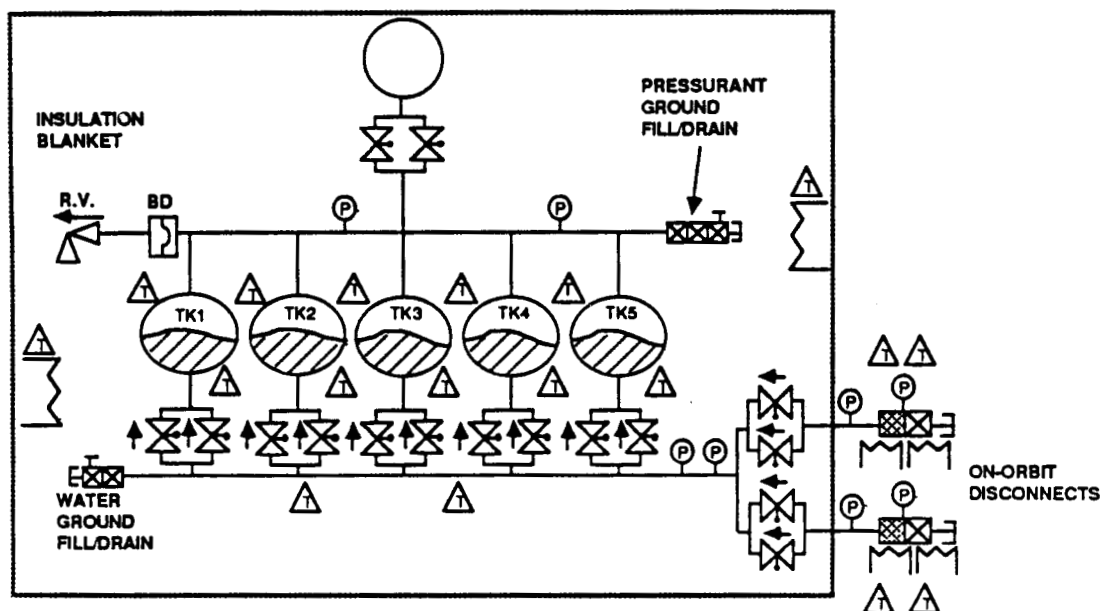 INSULATION
BLANKET
PRESSURANT
GROUND
FILL/DRAIN
R.V.
BD
P
P
T
T
T
T
T
T
TK1
TK2
TK3
TK4
TK5
T
T
T
T
T
T
T
T
P
P
P
P
P
WATER
GROUND
FILL/DRAIN
T
T
ON-ORBIT
DISCONNECTS
P
P
T
T